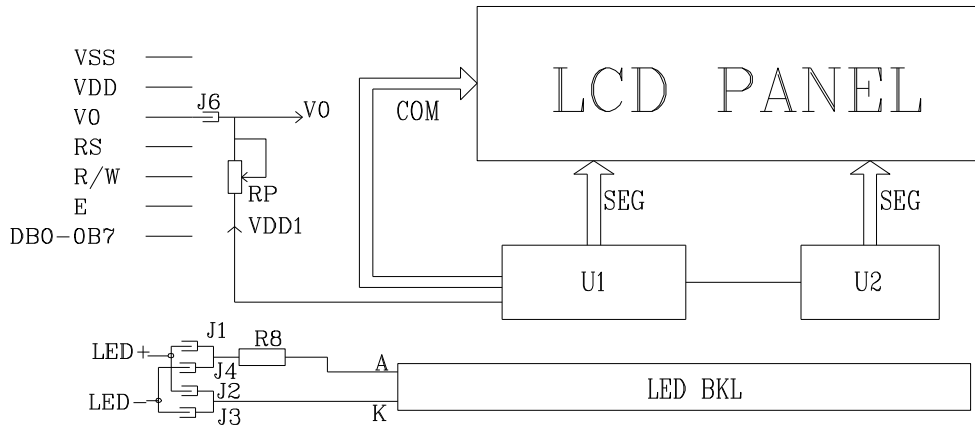 VSS
VDD
V0
J6
V0
RS
R/W
E
DB0-0B7
RP
VDD1
COM
LCD PANEL
SEG
SEG
U1
U2
LED+
LED-
J1
J4
J2
J3
R8
A
K
LED BKL